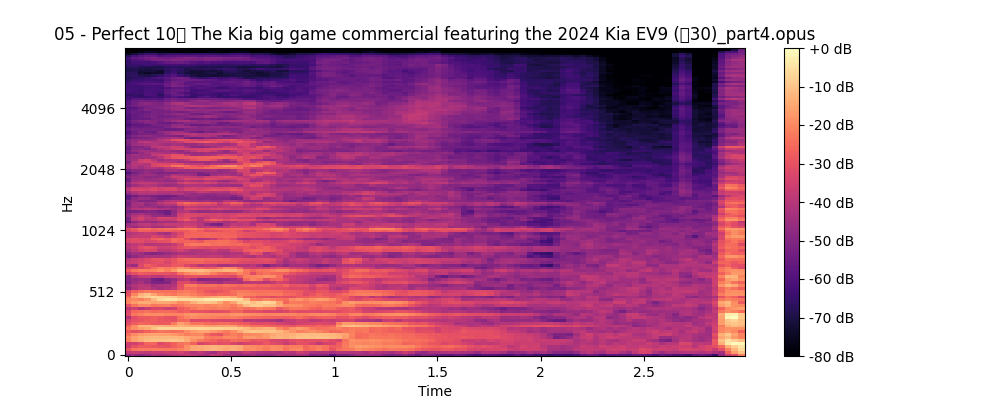 05 - Perfect 10▯ The Kia big game commercial featuring the 2024 Kia EV9 (▯30)_part4.opus
Hz
4096
2048
1024
512
0
0 0.5 1 1.5 2 2.5
Time
+0 dB
-10 dB
-20 dB
-30 dB
-40 dB
-50 dB
-60 dB
-70 dB
-80 dB